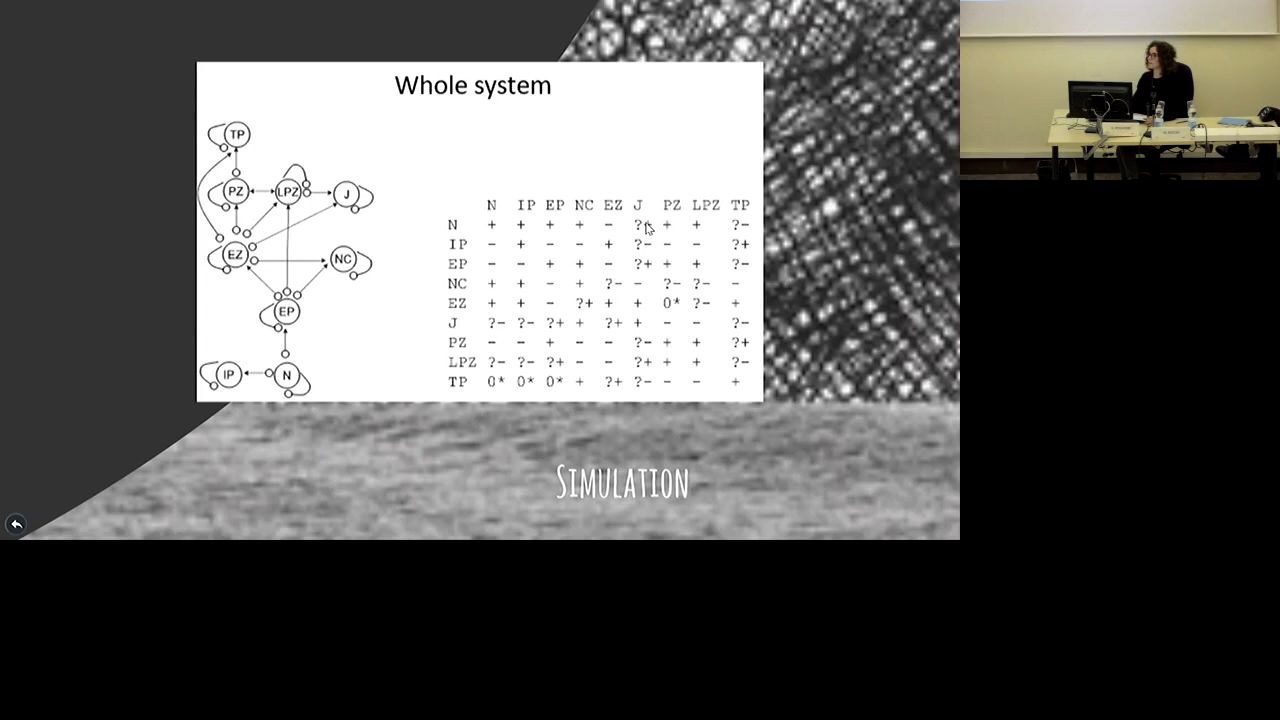 Whole system
TP
PZ
LPZ
J
EZ
NC
EP
IP
N
N IP EP NC EZ J PZ LPZ TP
N + + + + - ?+ + + ?-
IP - + - - + ?- - - ?+
EP - - + + - ?+ + + ?-
NC + + - + ?- - ?- ?- -
EZ + + - ?+ + + 0* ?- +
J ?- ?- ?+ + ?+ + - - ?-
PZ - - + - - ?- + + ?+
LPZ ?- ?- ?+ - - ?+ + + ?-
TP 0* 0* 0* + ?+ ?- - - +
SIMULATION